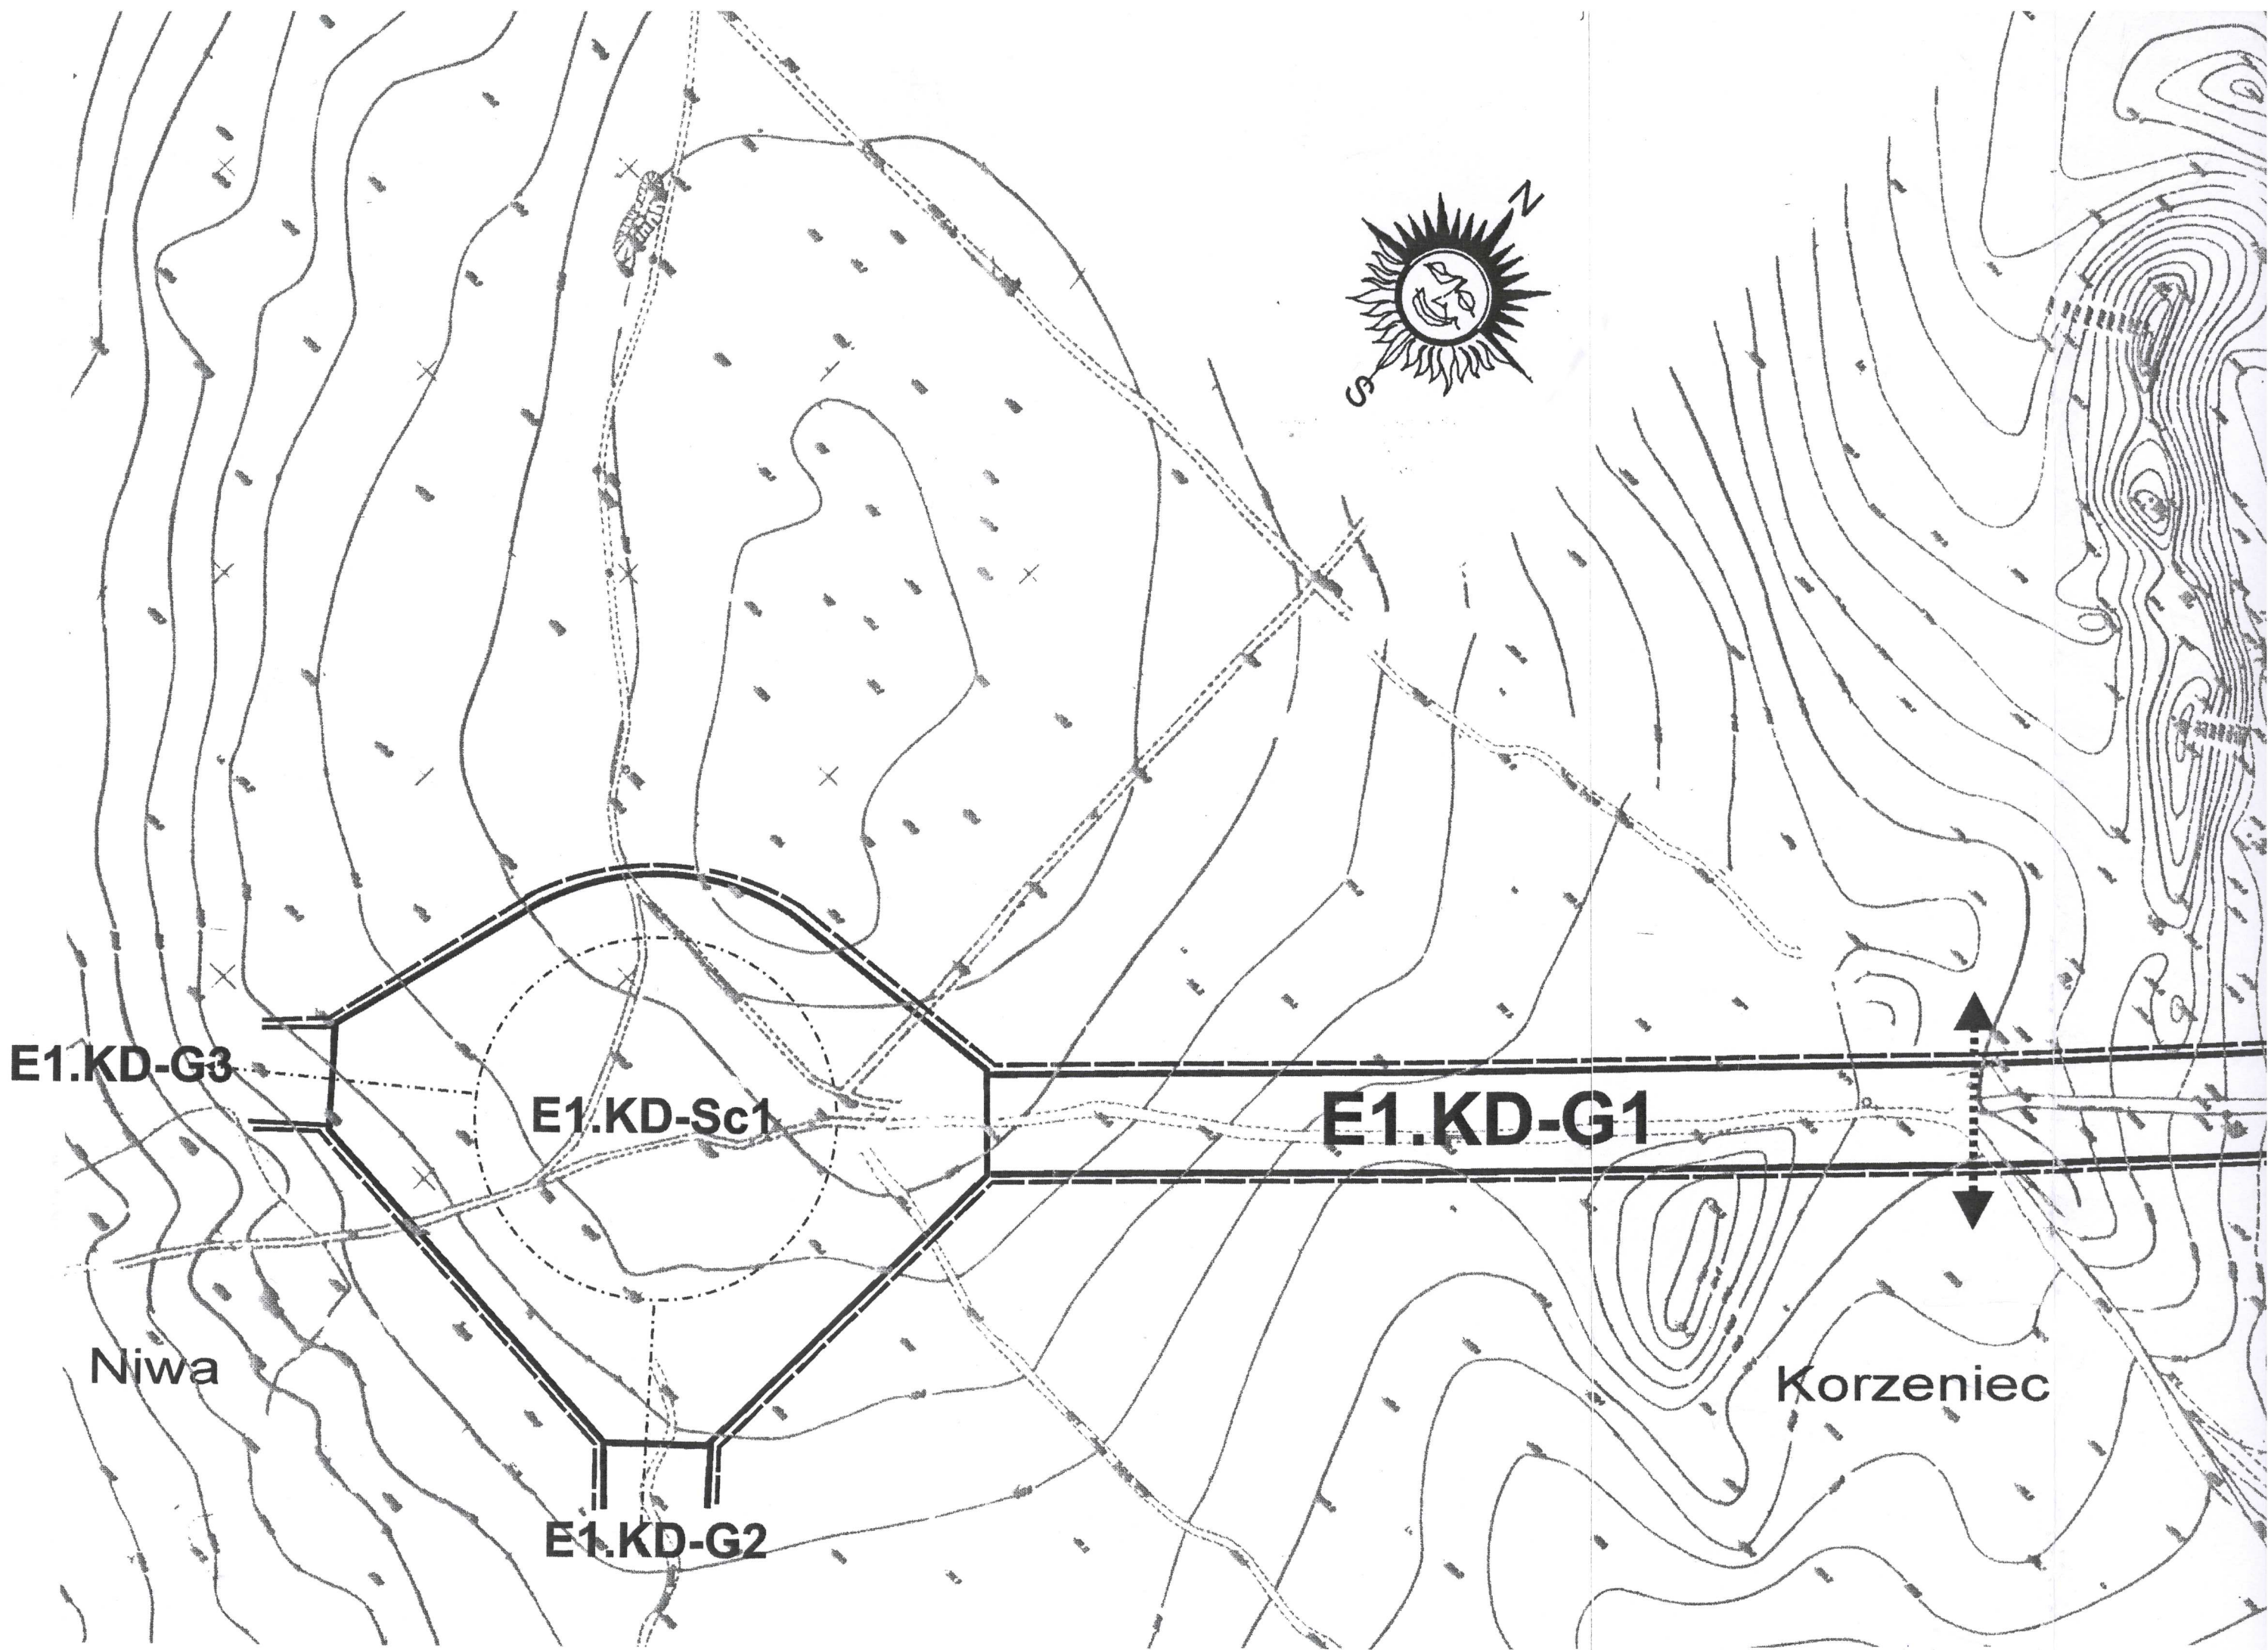 N
S
E1.KD-G3
E1.KD-Sc1
E1.KD-G1
Niwa
Korzeniec
E1.KD-G2